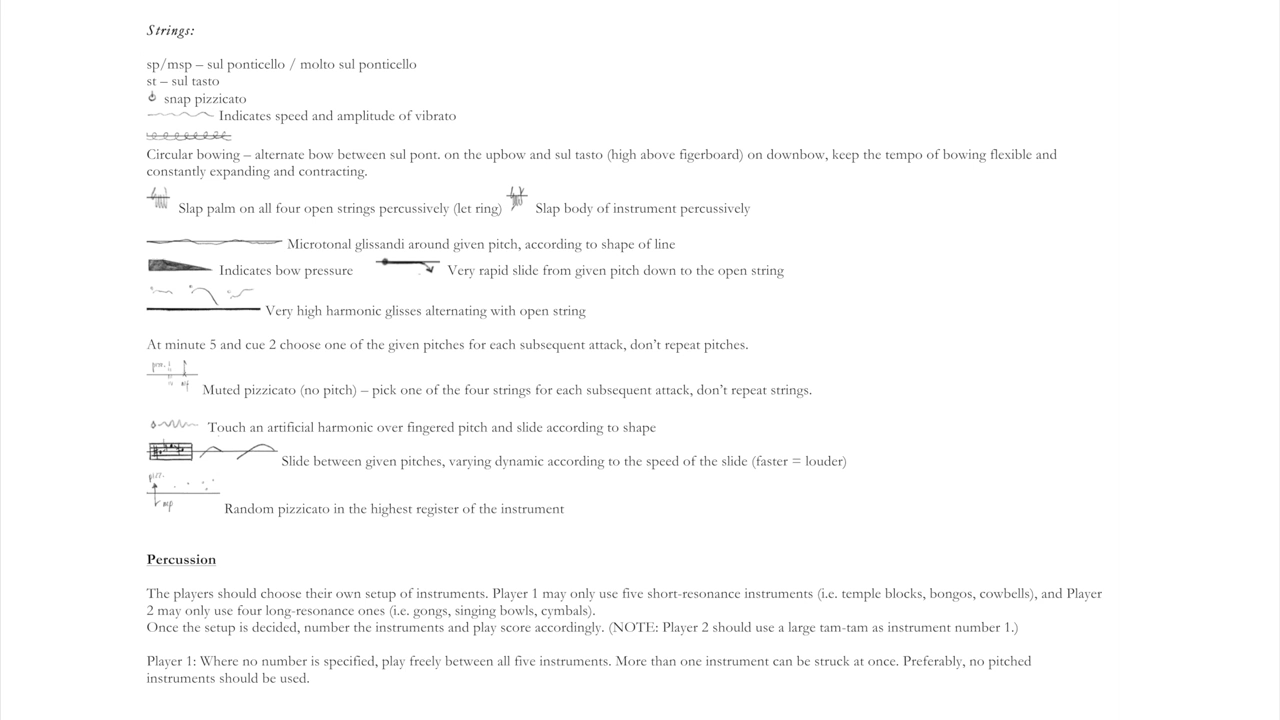 Strings:
sp/msp – sul ponticello / molto sul ponticello
st – sul tasto
snap pizzicato
Indicates speed and amplitude of vibrato
Circular bowing – alternate bow between sul pont. on the upbow and sul tasto (high above figerboard) on downbow, keep the tempo of bowing flexible and
constantly expanding and contracting.
Slap palm on all four open strings percussively (let ring) Slap body of instrument percussively
Microtonal glissandi around given pitch, according to shape of line
Indicates bow pressure Very rapid slide from given pitch down to the open string
Very high harmonic glisses alternating with open string
At minute 5 and cue 2 choose one of the given pitches for each subsequent attack, don't repeat pitches.
Muted pizzicato (no pitch) – pick one of the four strings for each subsequent attack, don't repeat strings.
Touch an artificial harmonic over fingered pitch and slide according to shape
Slide between given pitches, varying dynamic according to the speed of the slide (faster = louder)
pizz.
mp
Random pizzicato in the highest register of the instrument
Percussion
The players should choose their own setup of instruments. Player 1 may only use five short-resonance instruments (i.e. temple blocks, bongos, cowbells), and Player
2 may only use four long-resonance ones (i.e. gongs, singing bowls, cymbals).
Once the setup is decided, number the instruments and play score accordingly. (NOTE: Player 2 should use a large tam-tam as instrument number 1.)
Player 1: Where no number is specified, play freely between all five instruments. More than one instrument can be struck at once. Preferably, no pitched
instruments should be used.